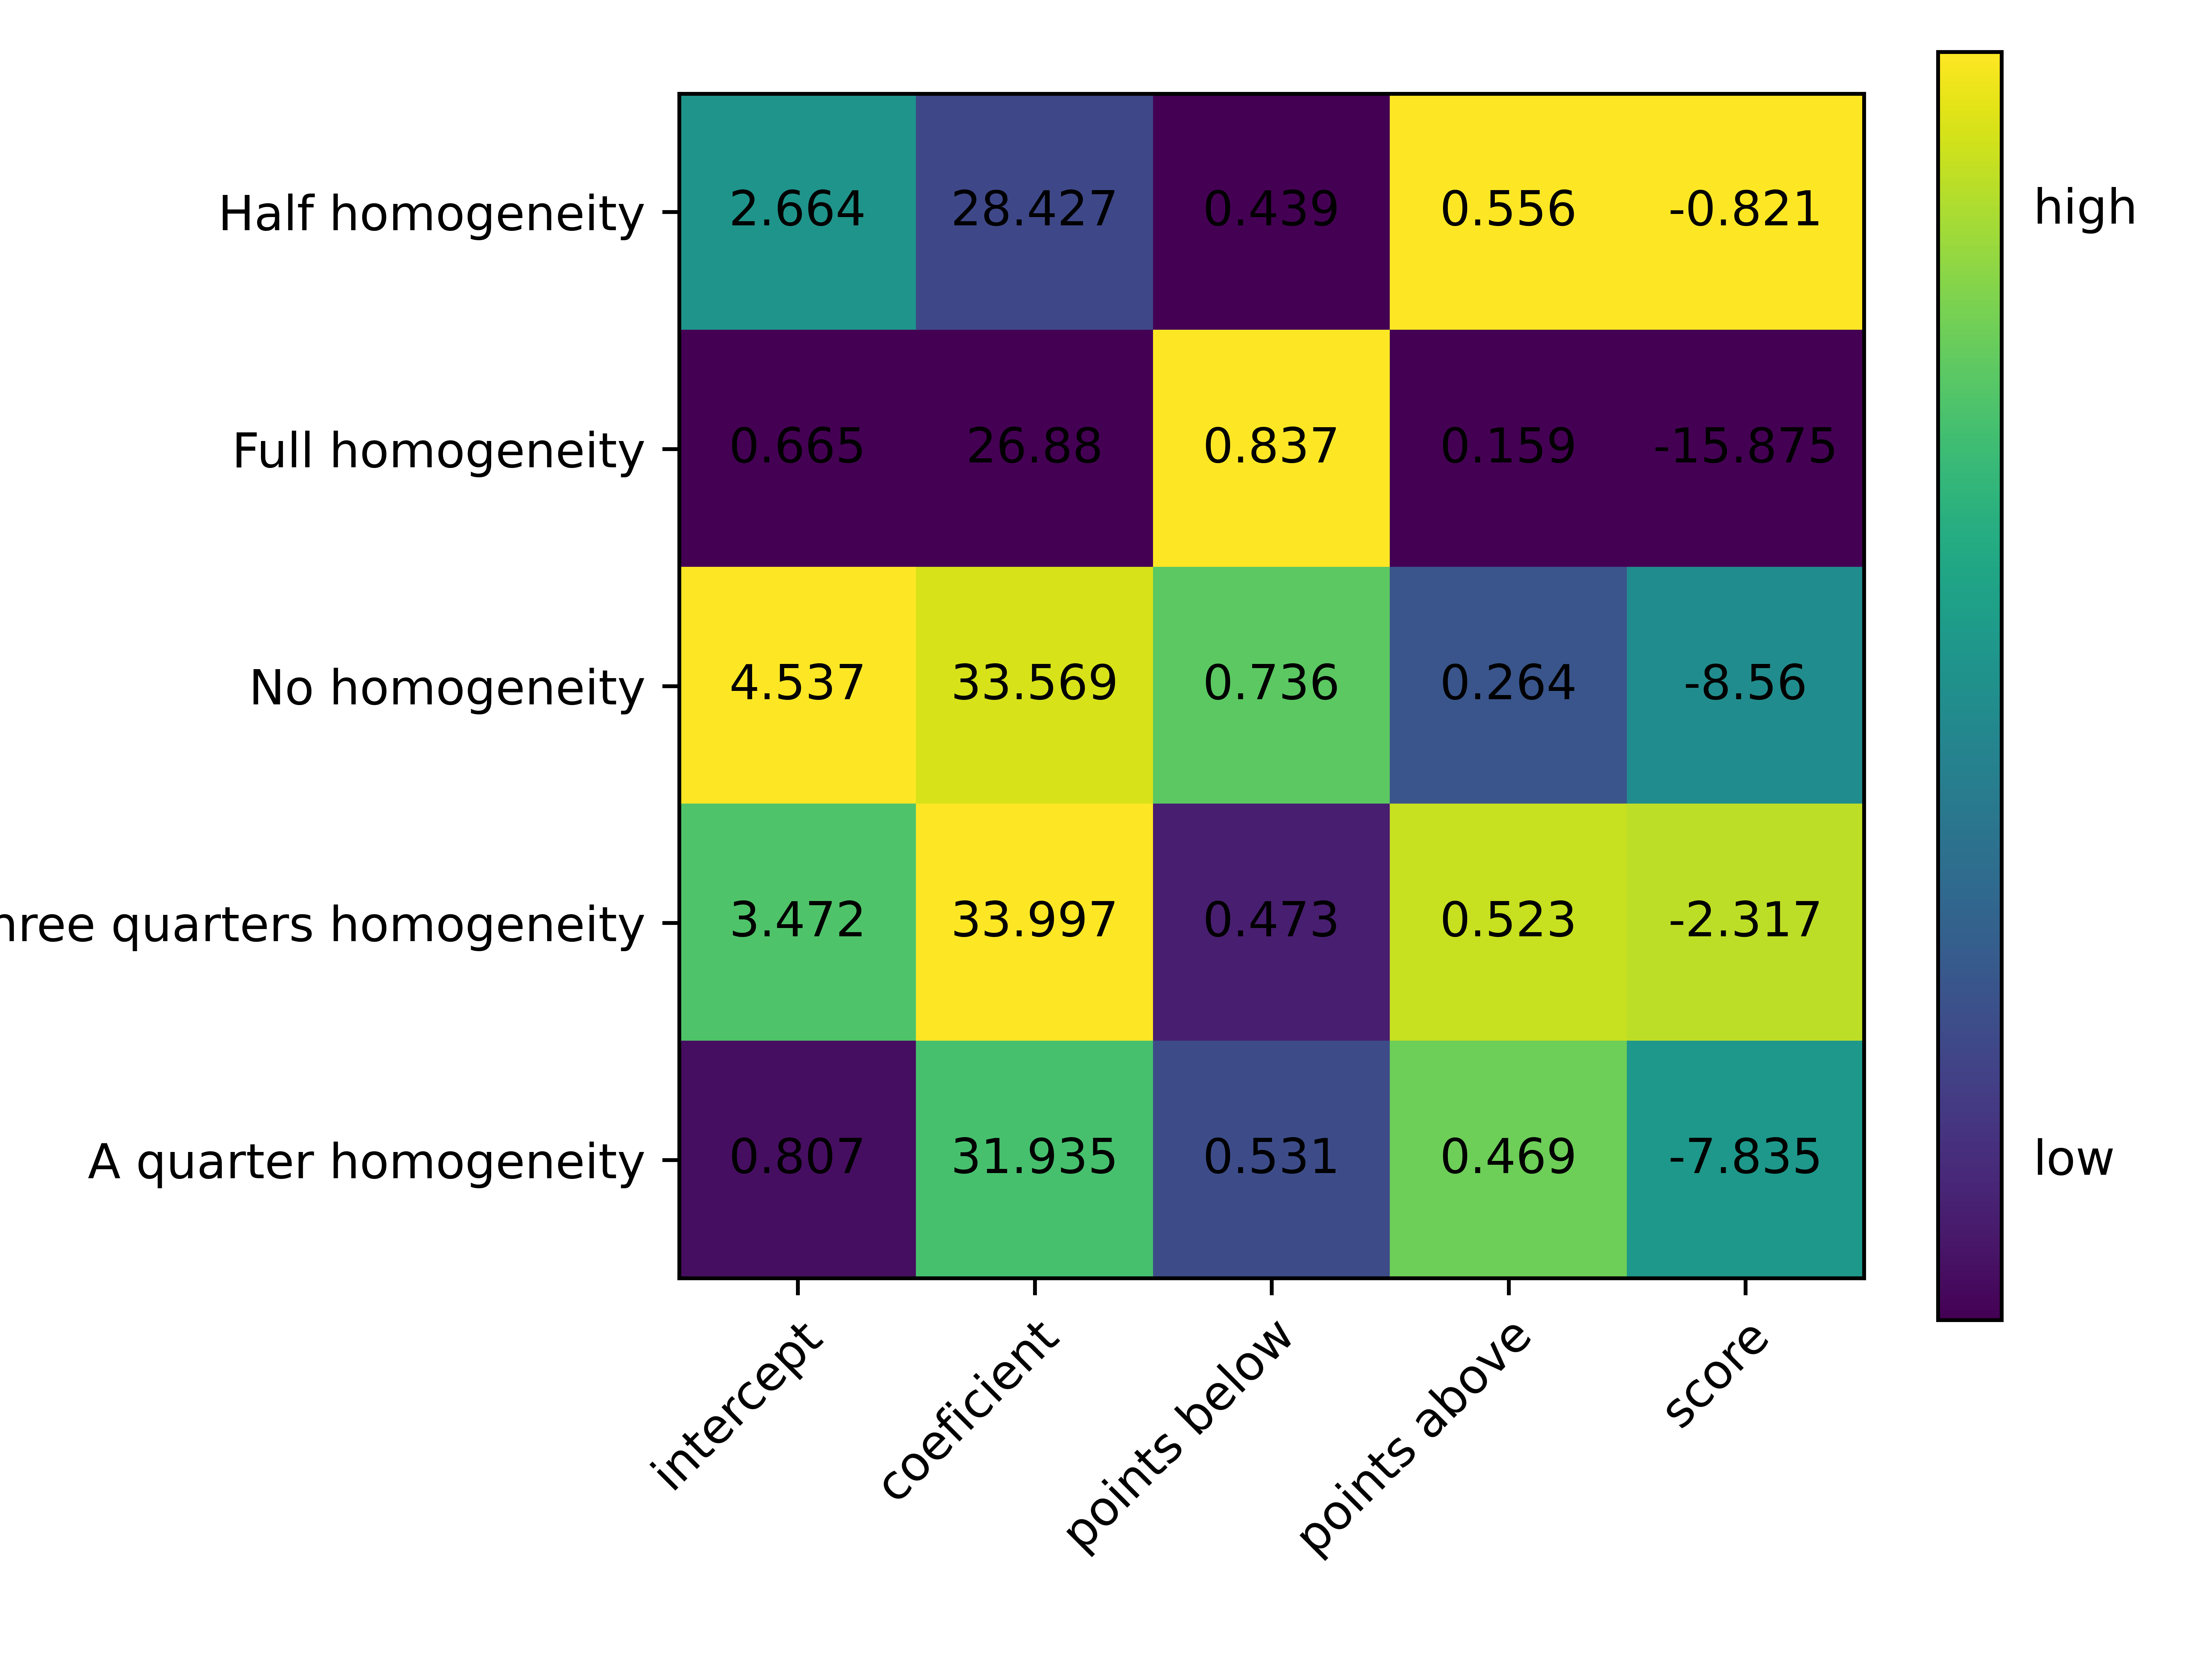 high
Half homogeneity 2.664 28.427 0.439 0.556 -0.821
Full homogeneity 0.665 26.88 0.837 0.159 -15.875
No homogeneity 4.537 33.569 0.736 0.264 -8.56
hree quarters homogeneity 3.472 33.997 0.473 0.523 -2.317
A quarter homogeneity 0.807 31.935 0.531 0.469 -7.835
low
intercept
coeficient
points below
points above
score